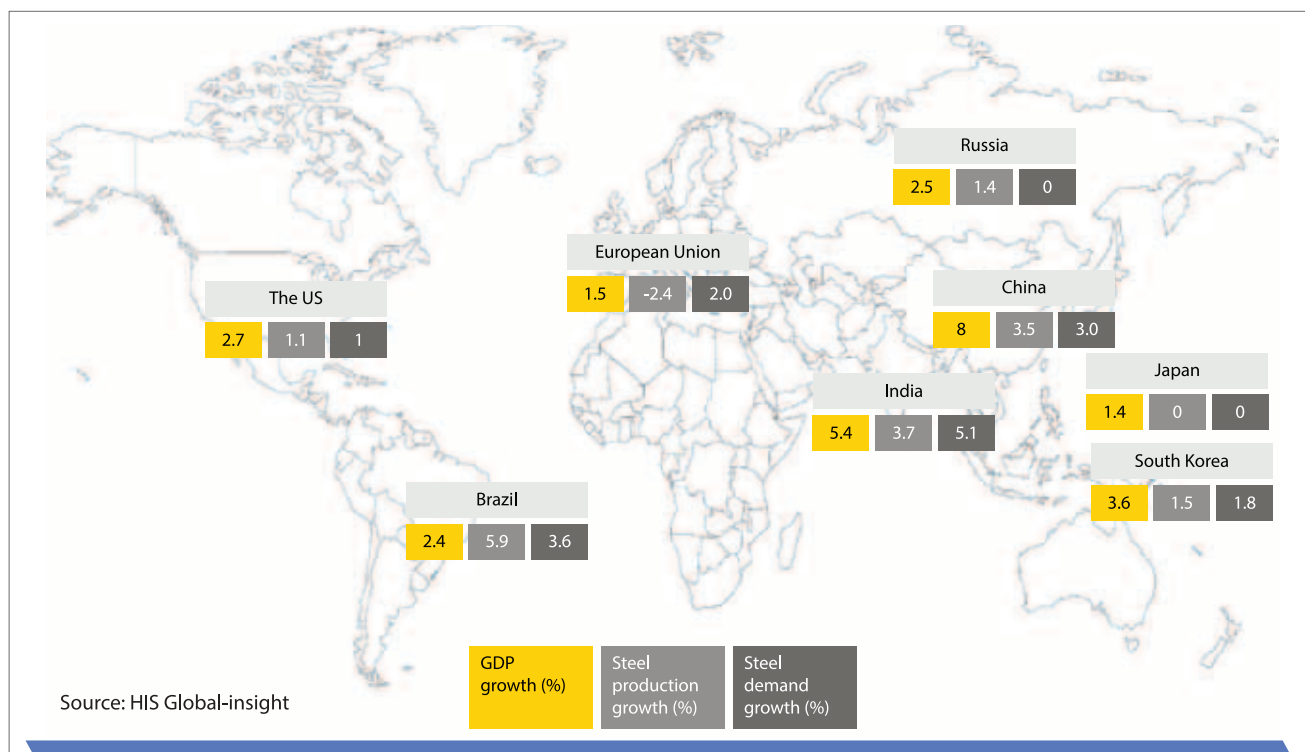 Russia
2.5 1.4 0
European Union
1.5 -2.4 2.0
The US
2.7 1.1 1
China
8 3.5 3.0
Japan
1.4 0 0
India
5.4 3.7 5.1
South Korea
3.6 1.5 1.8
Brazil
2.4 5.9 3.6
GDP
growth (%)
Steel
production
growth (%)
Steel
demand
growth (%)
Source: HIS Global-insight